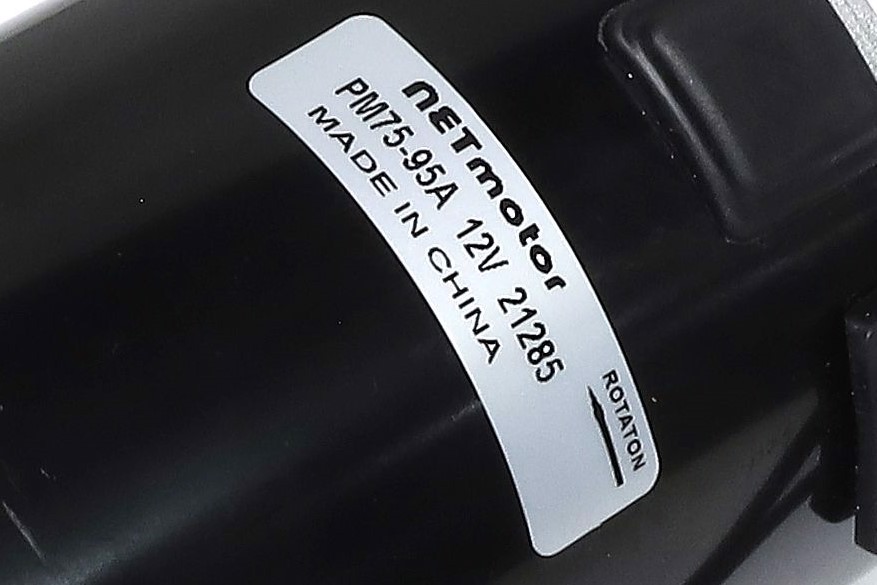 NETmotor
PM75-95A 12V 21285
MADE IN CHINA
ROTATON